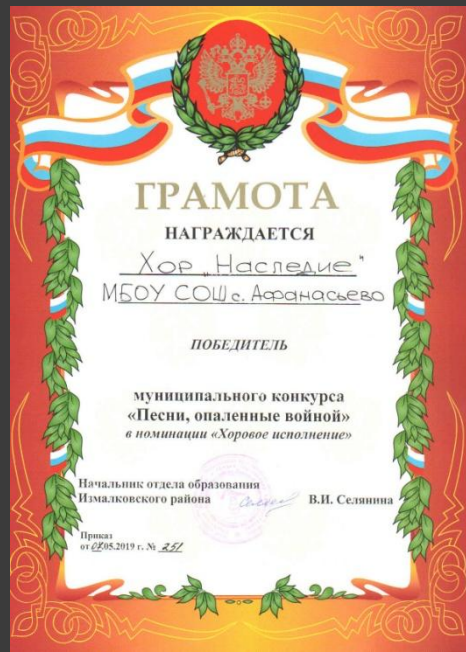 ГРАМОТА
НАГРАЖДАЕТСЯ
Хор „Наследие"
МБОУ СОШ с. Афанасьево
ПОБЕДИТЕЛЬ
муниципального конкурса
«Песни, опаленные войной»
в номинации «Хоровое исполнение»
Начальник отдела образования
Измалковского района В.И. Селянина
Приказ
от 05.2019 г. № 251